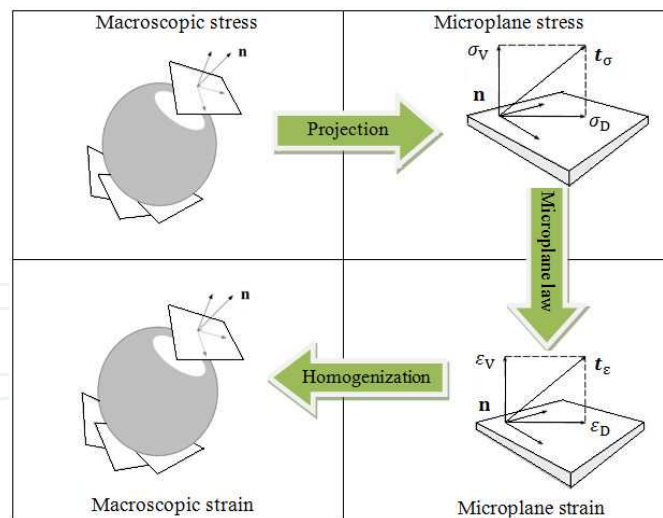 Macroscopic stress
Microplane stress
n
Projection
σV
tσ
n
σD
Microplane law
n
Homogenization
εV
tε
n
εD
Macroscopic strain
Microplane strain